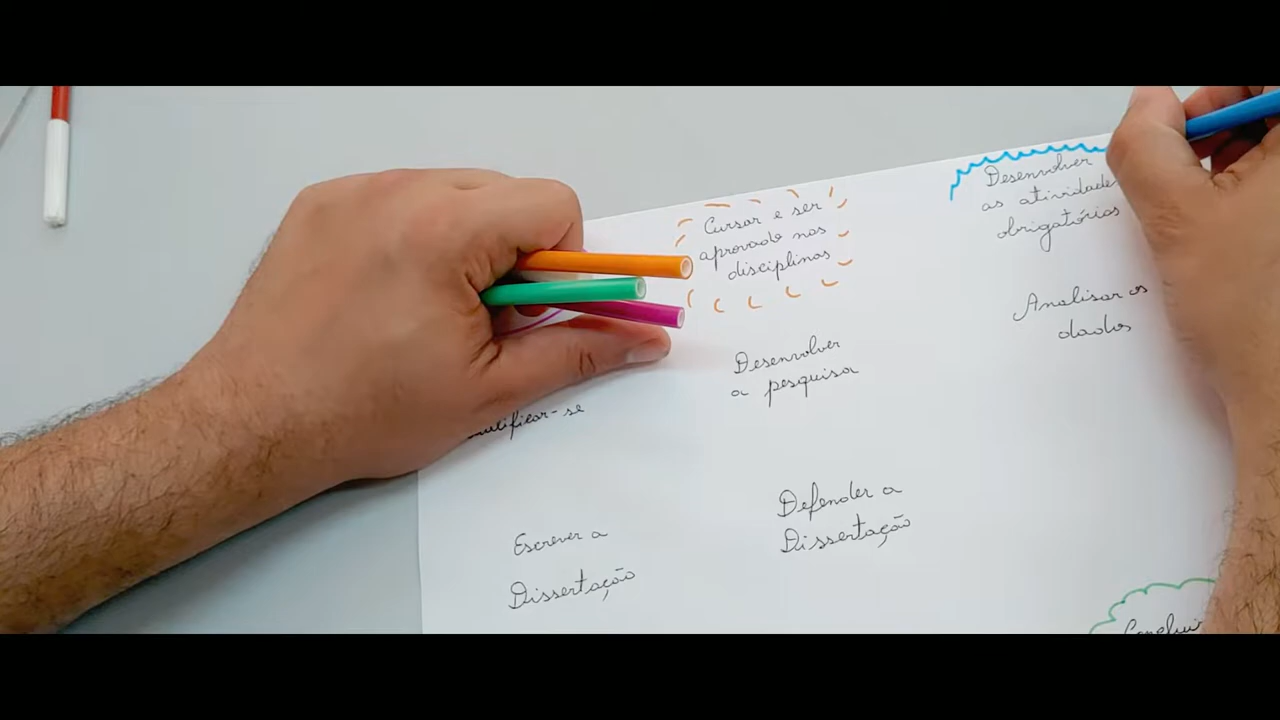 Cursar e ser
aprovado nas
disciplinas
Desenvolver
as atividades
obrigatórias
Analisar os
dados
Desenvolver
a pesquisa
Defender a
Dissertação
Escrever a
Dissertação